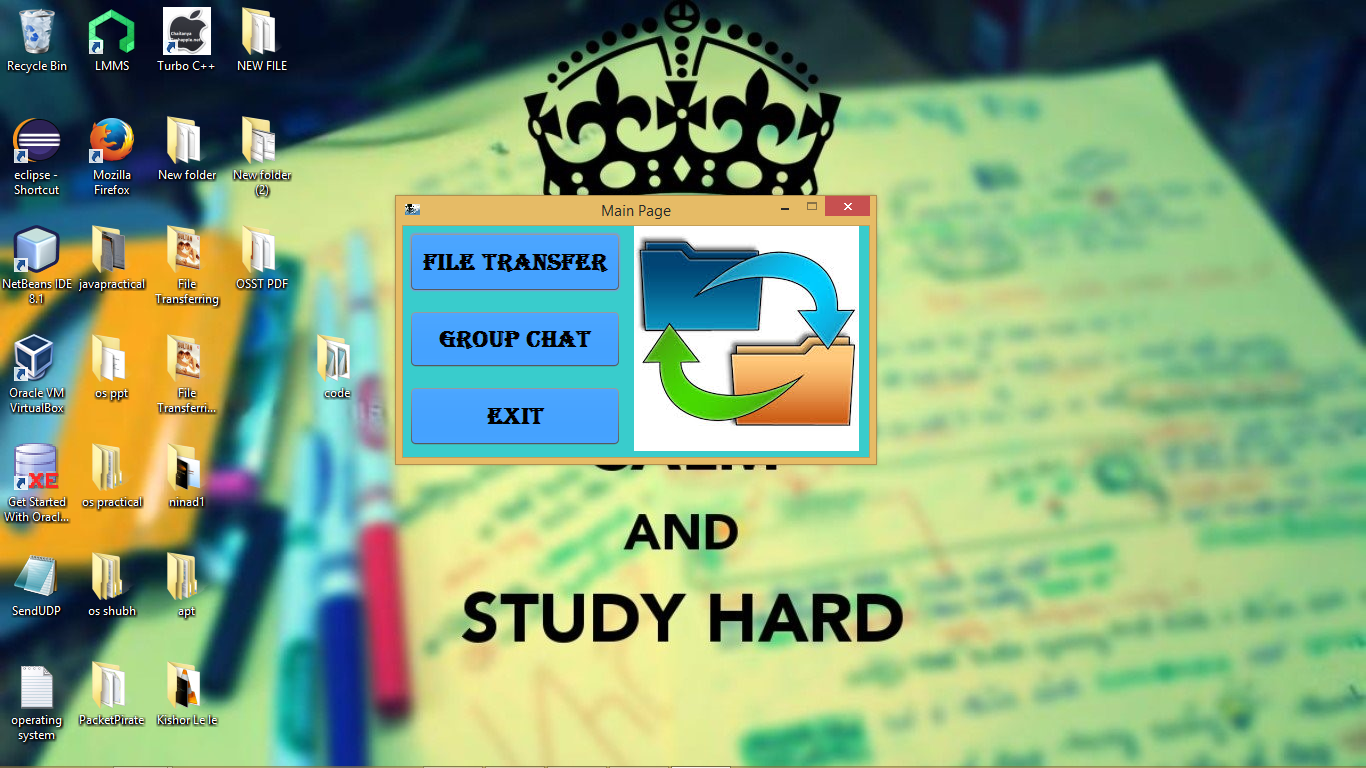 Recycle Bin
LMMS
Turbo C++
NEW FILE
eclipse -
Shortcut
Mozilla
Firefox
New folder
New folder
(2)
NetBeans IDE
8.1
javapractical
File
Transferring
OSST PDF
Oracle VM
VirtualBox
os ppt
File
Transferri...
code
Get Started
With Oracl...
os practical
ninad1
SendUDP
os shubh
apt
operating
system
PacketPirate
Kishor Le le
XE
Main Page
FILE TRANSFER
GROUP CHAT
EXIT
CALM
AND
STUDY HARD